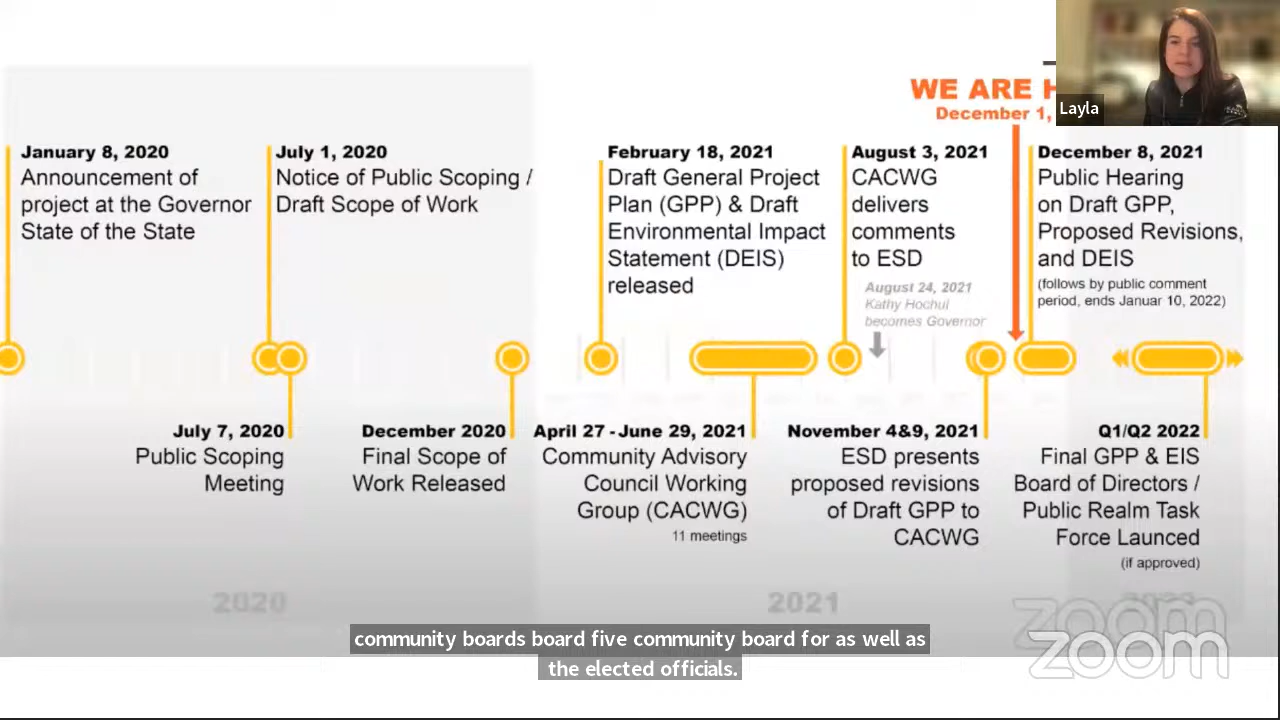 WE ARE
December 1,
Layla
January 8, 2020
Announcement of
project at the Governor
State of the State
July 1, 2020
Notice of Public Scoping /
Draft Scope of Work
February 18, 2021
Draft General Project
Plan (GPP) & Draft
Environmental Impact
Statement (DEIS)
released
August 3, 2021
CACWG
delivers
comments
to ESD
August 24, 2021
Kathy Hochul
becomes Governor
December 8, 2021
Public Hearing
on Draft GPP,
Proposed Revisions,
and DEIS
(follows by public comment
period, ends Januar 10, 2022)
July 7, 2020
Public Scoping
Meeting
December 2020
Final Scope of
Work Released
April 27 - June 29, 2021
Community Advisory
Council Working
Group (CACWG)
11 meetings
November 4&9, 2021
ESD presents
proposed revisions
of Draft GPP to
CACWG
Q1/Q2 2022
Final GPP & EIS
Board of Directors /
Public Realm Task
Force Launced
(if approved)
2020
2021
zoom
zoom
community boards board five community board for as well as
the elected officials.